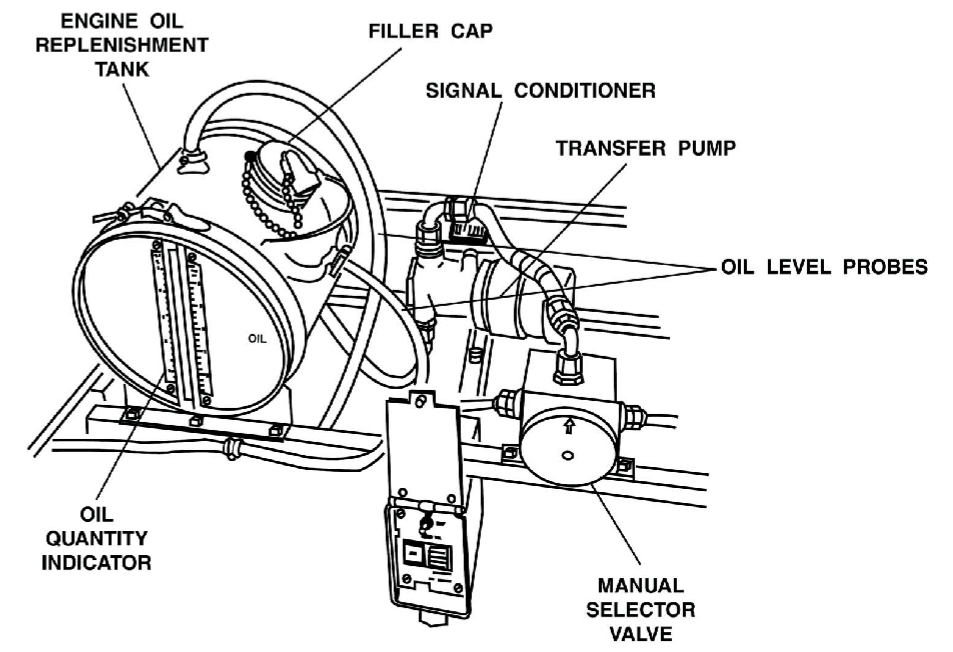 ENGINE OIL
REPLENISHMENT
TANK
FILLER CAP
SIGNAL CONDITIONER
TRANSFER PUMP
OIL LEVEL PROBES
OIL
OIL
QUANTITY
INDICATOR
MANUAL
SELECTOR
VALVE